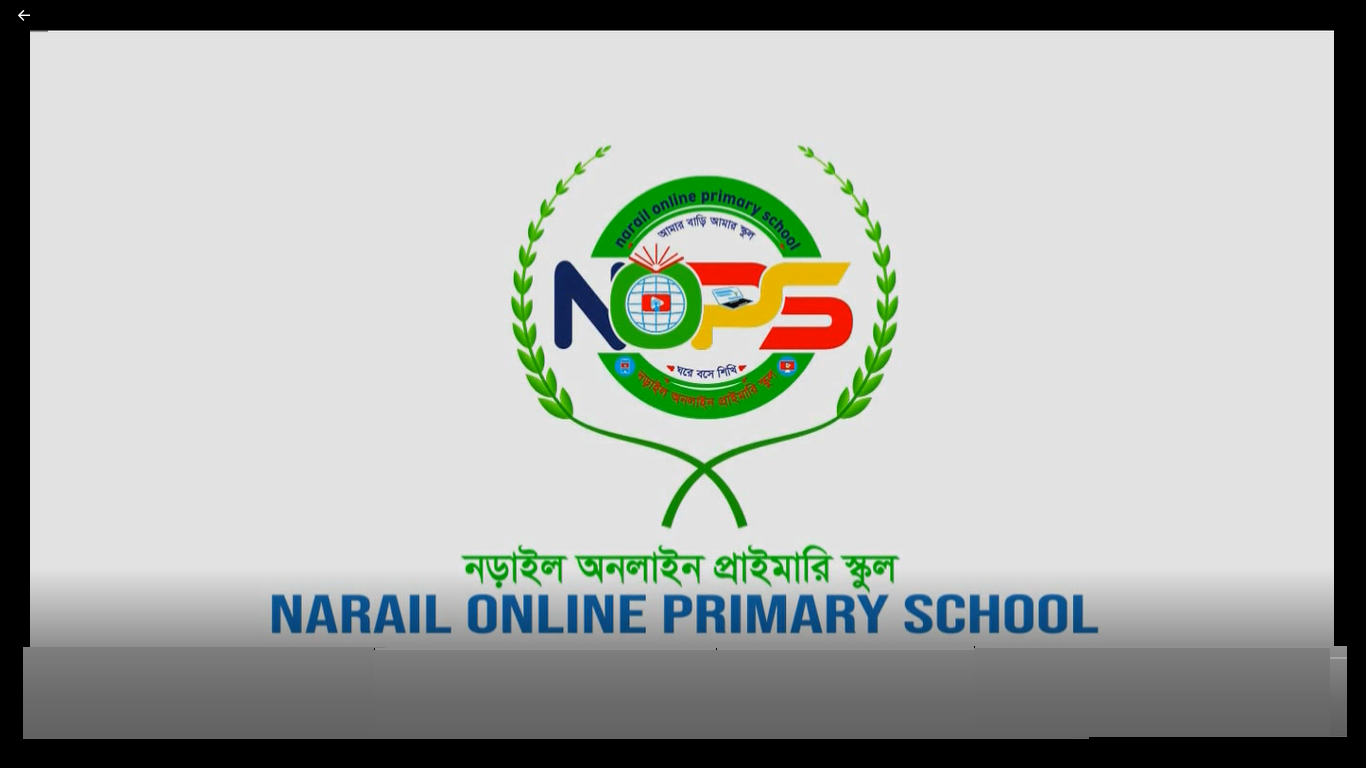 narail online primary school
আমার বাড়ি আমার স্কুল
NOPS
ঘরে বসে শিখি
নড়াইল অনলাইন প্রাইমারি স্কুল
নড়াইল অনলাইন প্রাইমারি স্কুল
NARAIL ONLINE PRIMARY SCHOOL